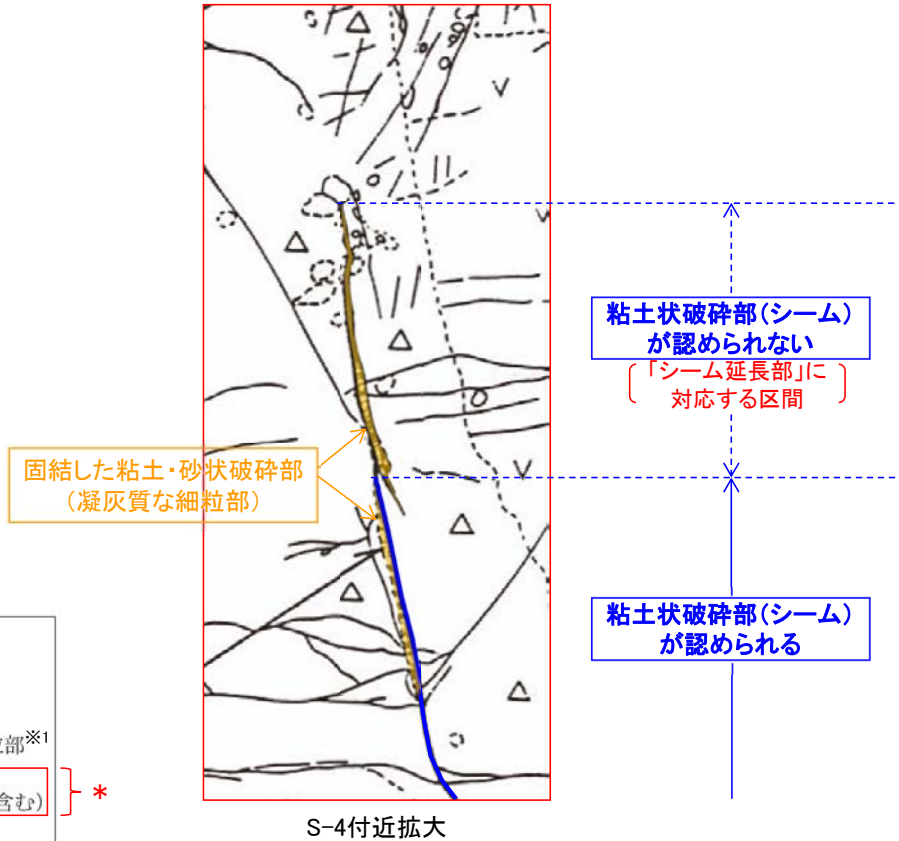 粘土状破砕部(シーム)
が認められない
「シーム延長部」に
対応する区間
固結した粘土・砂状破砕部
(凝灰質な細粒部)
粘土状破砕部(シーム)
が認められる
部※1
含む)
*
S-4付近拡大